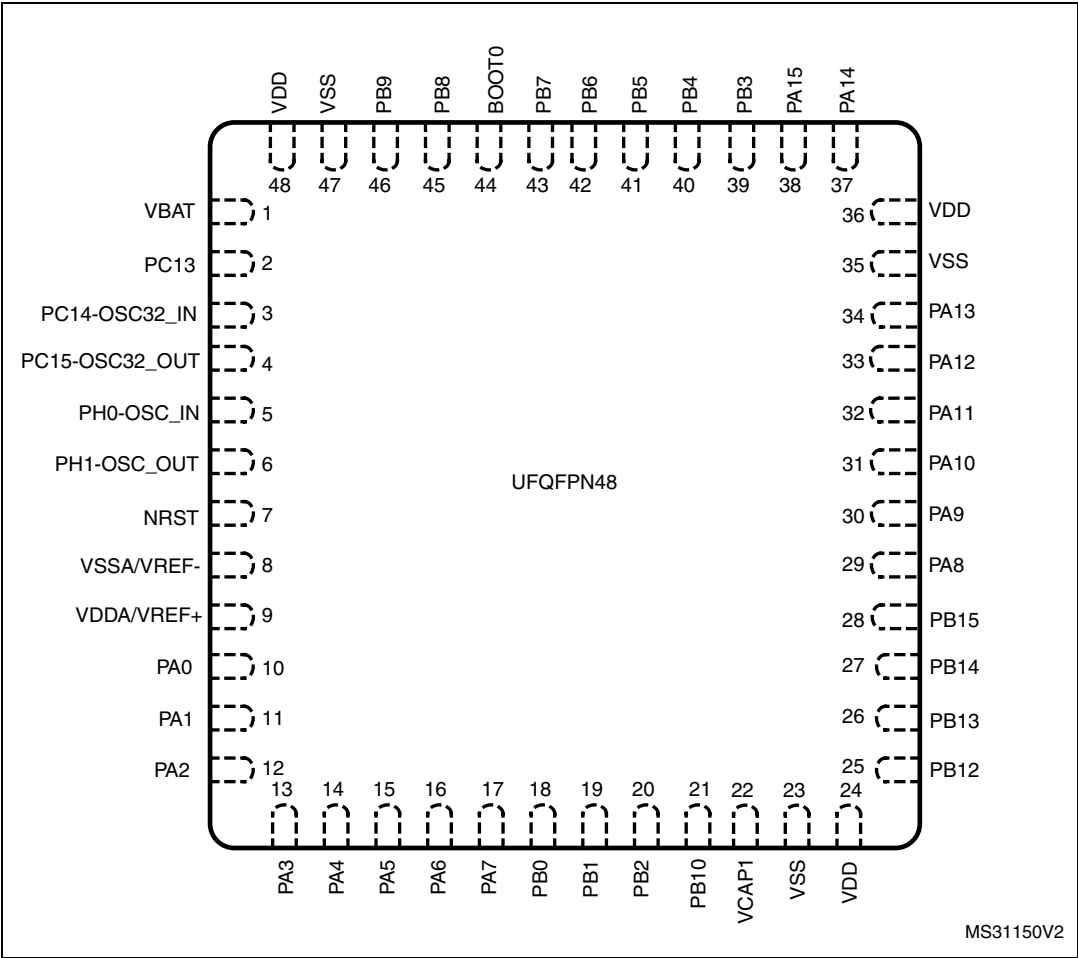 VDD
VSS
PB9
PB8
BOOT0
PB7
PB6
PB5
PB4
PB3
PA15
PA14
48 47 46 45 44 43 42 41 40 39 38 37
VBAT 1
PC13 2
PC14-OSC32_IN 3
PC15-OSC32_OUT 4
PH0-OSC_IN 5
PH1-OSC_OUT 6
NRST 7
VSSA/VREF- 8
VDDA/VREF+ 9
PA0 10
PA1 11
PA2 12
UFQFPN48
36 VDD
35 VSS
34 PA13
33 PA12
32 PA11
31 PA10
30 PA9
29 PA8
28 PB15
27 PB14
26 PB13
25 PB12
13 14 15 16 17 18 19 20 21 22 23 24
PA3
PA4
PA5
PA6
PA7
PB0
PB1
PB2
PB10
VCAP1
VSS
VDD
MS31150V2